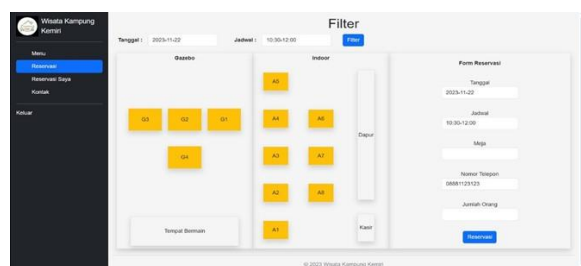 Wisata Kampung
Kemiri
Menu
Reservasi
Reservasi Saya
Kontak
Keluar
Filter
Tanggal : 2023-11-22 Jadwal : 10:30-12:00 Filter
Gazebo
G3 G2 G1
G4
Tempat Bermain
Indoor
A5
A4 A6
A3 A7
A2 A8
A1
Dapur
Kasir
Form Reservasi
Tanggal
2023-11-22
Jadwal
10:30-12:00
Meja
Nomor Telepon
08881123123
Jumlah Orang
Reservasi
© 2023 Wisata Kampung Kemiri